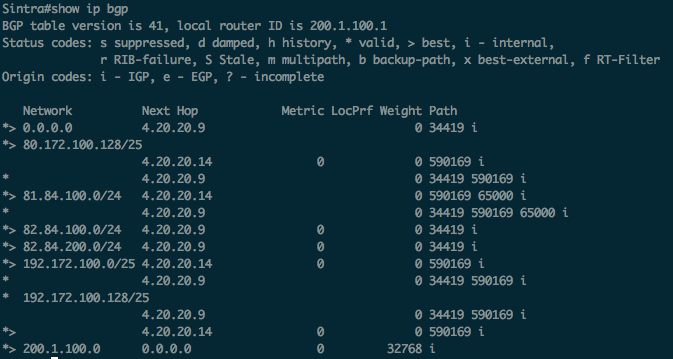 Sintra#show ip bgp
BGP table version is 41, local router ID is 200.1.100.1
Status codes: s suppressed, d damped, h history, * valid, > best, i - internal,
              r RIB-failure, S Stale, m multipath, b backup-path, x best-external, f RT-Filter
Origin codes: i - IGP, e - EGP, ? - incomplete

   Network          Next Hop            Metric LocPrf Weight Path
*> 0.0.0.0          4.20.20.9                              0 34419 i
*> 80.172.100.128/25
                    4.20.20.14               0             0 590169 i
*                   4.20.20.9                              0 34419 590169 i
*> 81.84.100.0/24   4.20.20.14                             0 590169 65000 i
*                   4.20.20.9                              0 34419 590169 65000 i
*> 82.84.100.0/24   4.20.20.9                0             0 34419 i
*> 82.84.200.0/24   4.20.20.9                0             0 34419 i
*> 192.172.100.0/25 4.20.20.14               0             0 590169 i
*                   4.20.20.9                              0 34419 590169 i
*  192.172.100.128/25
                    4.20.20.9                              0 34419 590169 i
*>                  4.20.20.14               0             0 590169 i
*> 200.1.100.0      0.0.0.0                  0         32768 i